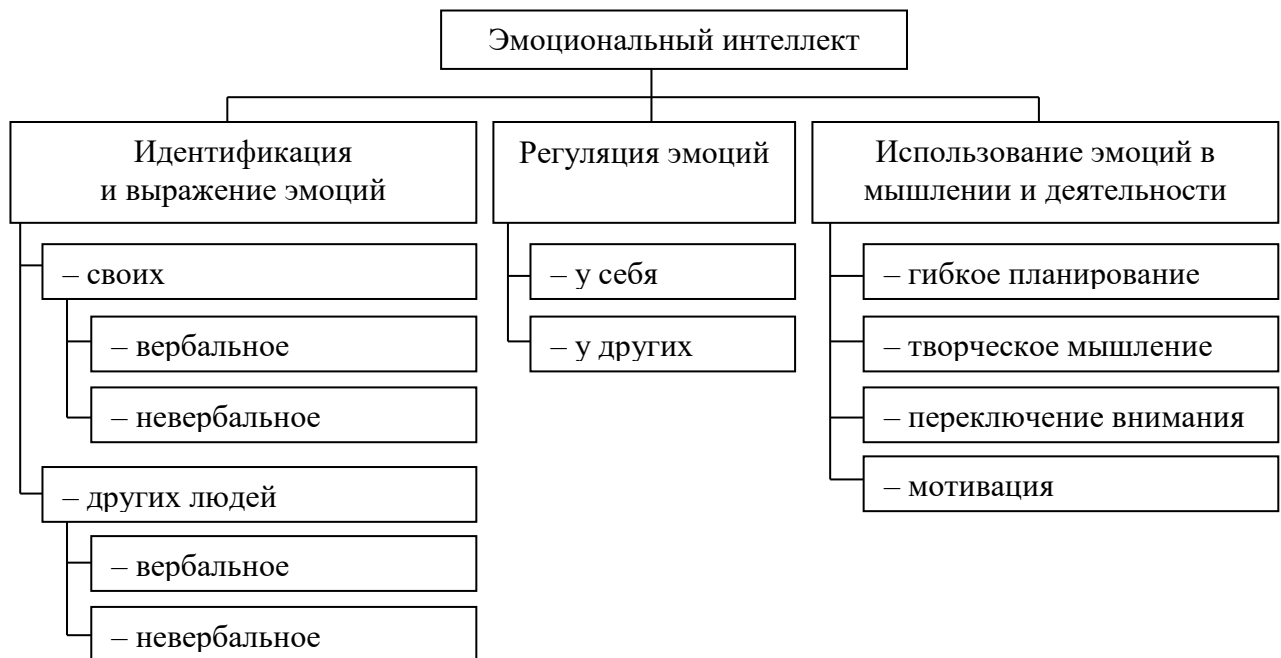 Эмоциональный интеллект
Идентификация
и выражение эмоций
– своих
– вербальное
– невербальное
– других людей
– вербальное
– невербальное
Регуляция эмоций
– у себя
– у других
Использование эмоций в
мышлении и деятельности
– гибкое планирование
– творческое мышление
– переключение внимания
– мотивация